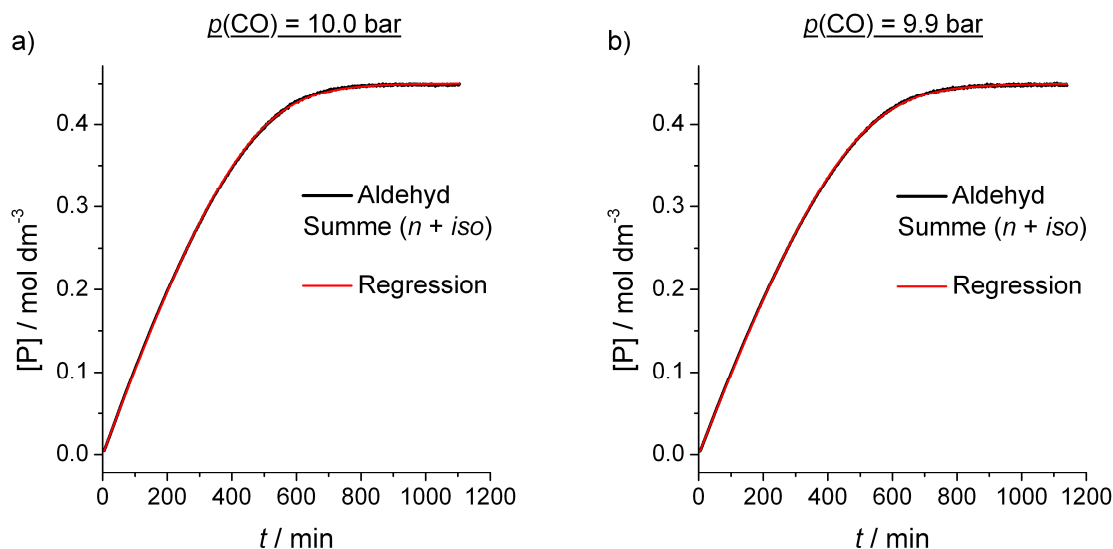 a)
p(CO) = 10.0 bar
[P] / mol dm⁻³
0.4
0.3
0.2
0.1
0.0
Aldehyd
Summe (n + iso)
Regression
0 200 400 600 800 1000 1200
t / min
b)
p(CO) = 9.9 bar
[P] / mol dm⁻³
0.4
0.3
0.2
0.1
0.0
Aldehyd
Summe (n + iso)
Regression
0 200 400 600 800 1000 1200
t / min